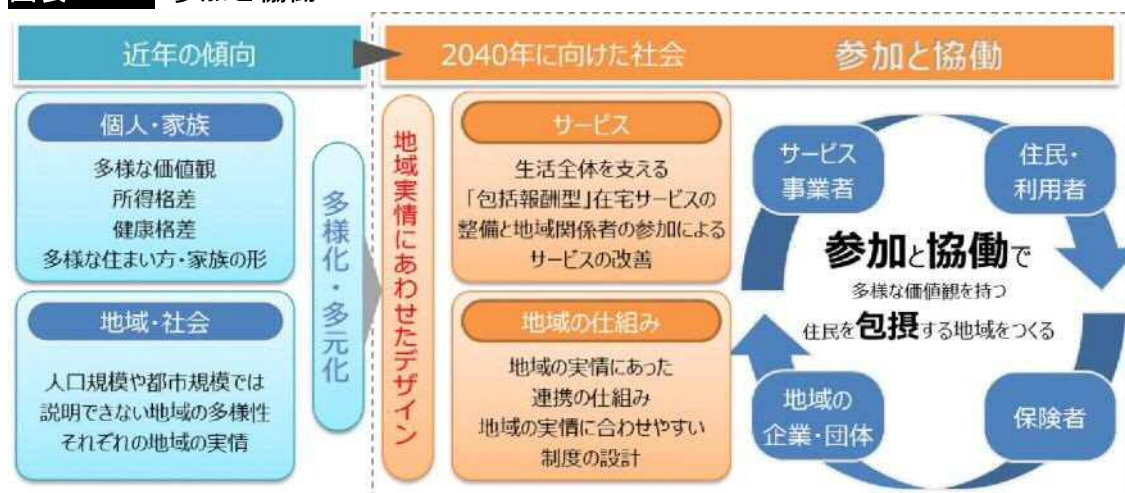 参加と協働
近年の傾向
2040年に向けた社会
参加と協働
個人・家族
多様な価値観
所得格差
健康格差
多様な住まい方・家族の形
地域・社会
人口規模や都市規模では
説明できない地域の多様性
それぞれの地域の実情
多様化・多元化
地域実情にあわせたデザイン
サービス
生活全体を支える
「包括報酬型」在宅サービスの
整備と地域関係者の参加による
サービスの改善
地域の仕組み
地域の実情にあった
連携の仕組み
地域の実情に合わせやすい
制度の設計
サービス
事業者
住民・
利用者
参加と協働で
多様な価値観を持つ
住民を包摂する地域をつくる
地域の
企業・団体
保険者